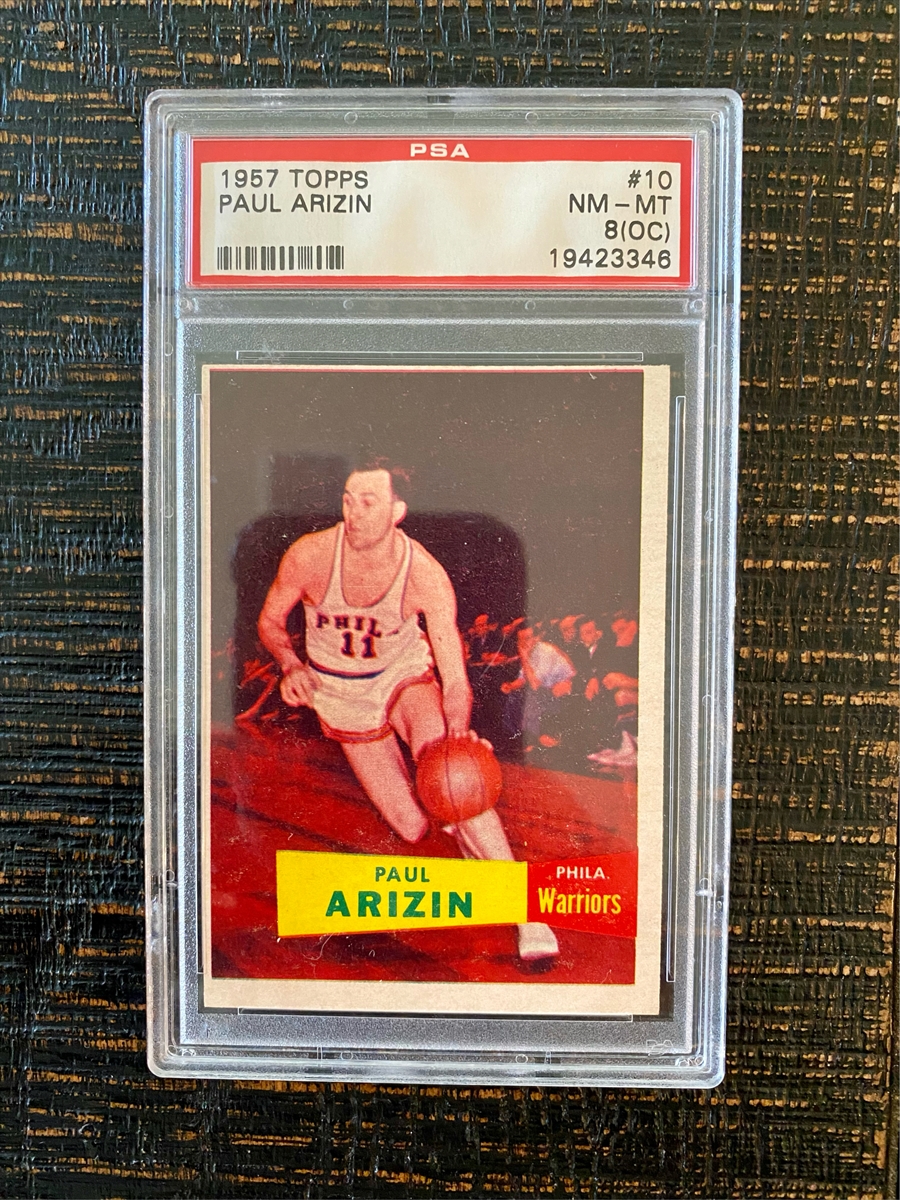 PSA
1957 TOPPS #10
PAUL ARIZIN NM-MT
8(OC)
19423346
PHIL
11
PAUL
ARIZIN
PHILA.
Warriors